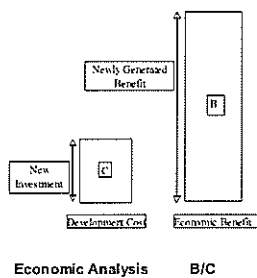 Newly Generated
Benefit
B
New
Investment
C
Development Cost
Economic Benefit
Economic Analysis B/C